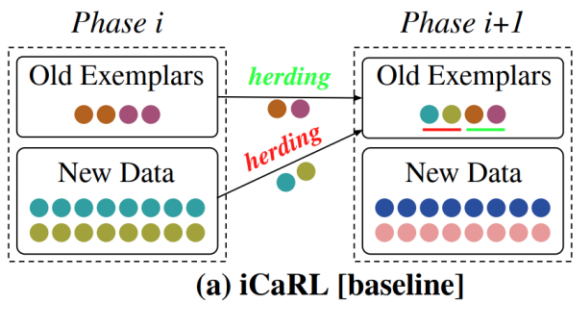 Phase i
Phase i+1
Old Exemplars
herding
Old Exemplars
herding
New Data
New Data
(a) iCaRL [baseline]